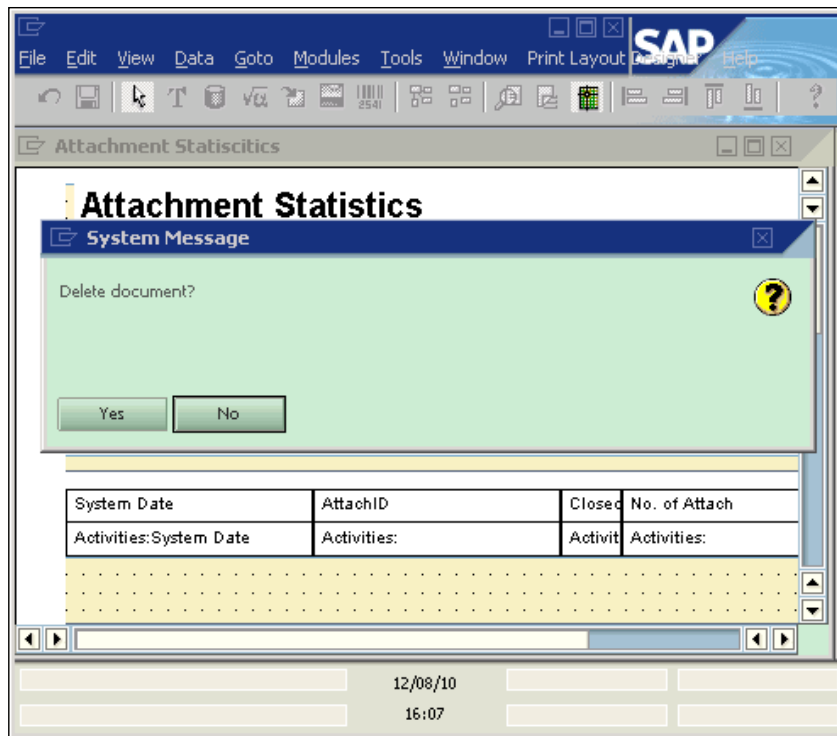 SAP
File Edit View Data Goto Modules Tools Window Print Layout Designer Help
T √α 2541 ?
Attachment Statiscitics
Attachment Statistics
System Message
Delete document?
?
Yes No
System Date AttachID Closed No. of Attach
Activities:System Date Activities: Activit Activities:
12/08/10
16:07